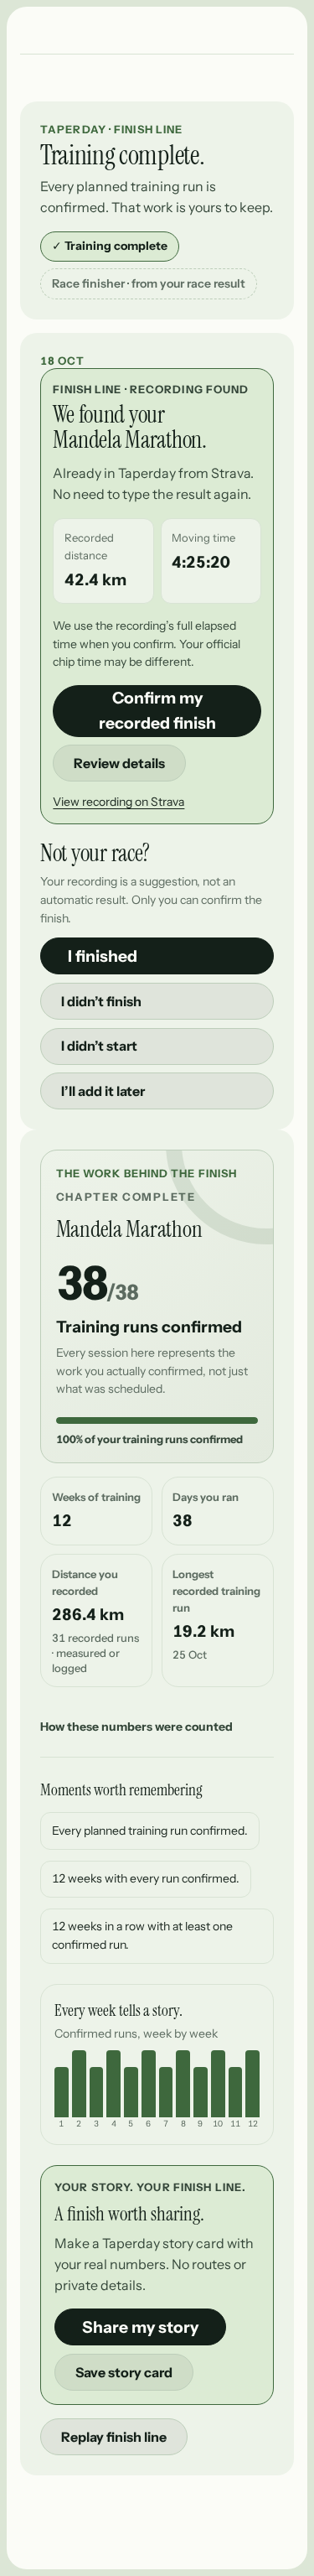 TAPERDAY · FINISH LINE
Training complete.
Every planned training run is
confirmed. That work is yours to keep.
✓ Training complete
Race finisher · from your race result
18 OCT
FINISH LINE · RECORDING FOUND
We found your
Mandela Marathon.
Already in Taperday from Strava.
No need to type the result again.
Recorded
distance
42.4 km
Moving time
4:25:20
We use the recording's full elapsed
time when you confirm. Your official
chip time may be different.
Confirm my
recorded finish
Review details
View recording on Strava
Not your race?
Your recording is a suggestion, not an
automatic result. Only you can confirm the
finish.
I finished
I didn't finish
I didn't start
I'll add it later
THE WORK BEHIND THE FINISH
CHAPTER COMPLETE
Mandela Marathon
38/38
Training runs confirmed
Every session here represents the
work you actually confirmed, not just
what was scheduled.
100% of your training runs confirmed
Weeks of training
12
Days you ran
38
Distance you
recorded
286.4 km
31 recorded runs
· measured or
logged
Longest
recorded training
run
19.2 km
25 Oct
How these numbers were counted
Moments worth remembering
Every planned training run confirmed.
12 weeks with every run confirmed.
12 weeks in a row with at least one
confirmed run.
Every week tells a story.
Confirmed runs, week by week
1 2 3 4 5 6 7 8 9 10 11 12
YOUR STORY. YOUR FINISH LINE.
A finish worth sharing.
Make a Taperday story card with
your real numbers. No routes or
private details.
Share my story
Save story card
Replay finish line